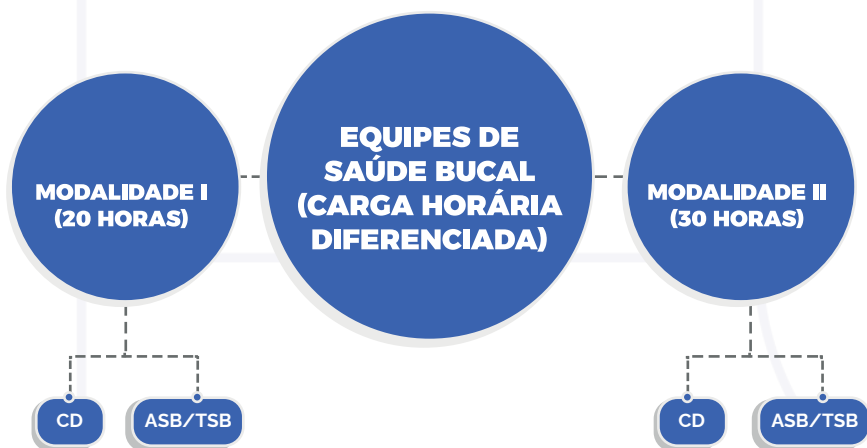 EQUIPES DE
SAÚDE BUCAL
(CARGA HORÁRIA
DIFERENCIADA)
MODALIDADE I
(20 HORAS)
MODALIDADE II
(30 HORAS)
CD
ASB/TSB
CD
ASB/TSB